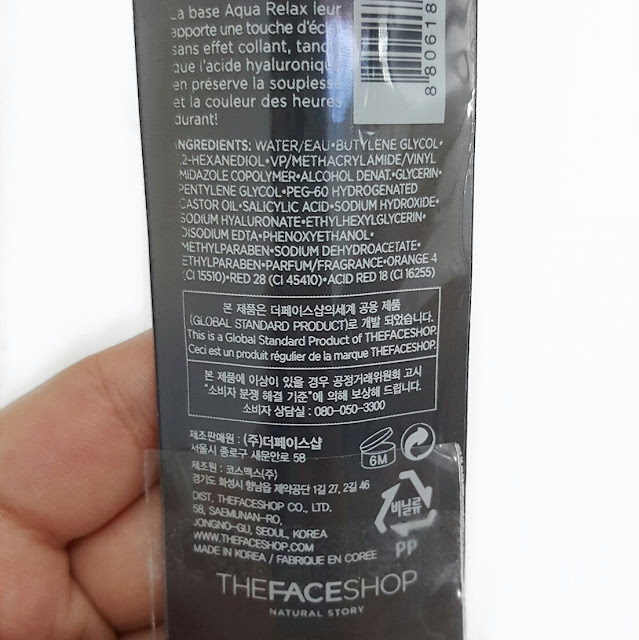 La base Aqua Relax leur
apporte une touche d'éc
sans effet collant, tand
que l'acide hyaluroniq
en préserve la souplesse
et la couleur des heures
durant!
8 80618
INGREDIENTS: WATER/EAU•BUTYLENE GLYCOL•
1,2-HEXANEDIOL•VP/METHACRYLAMIDE/VINYL
IMIDAZOLE COPOLYMER•ALCOHOL DENAT.•GLYCERIN•
PENTYLENE GLYCOL•PEG-60 HYDROGENATED
CASTOR OIL•SALICYLIC ACID•SODIUM HYDROXIDE•
SODIUM HYALURONATE•ETHYLHEXYLGLYCERIN•
DISODIUM EDTA•PHENOXYETHANOL•
METHYLPARABEN•SODIUM DEHYDROACETATE•
ETHYLPARABEN•PARFUM/FRAGRANCE•ORANGE 4
(CI 15510)•RED 28 (CI 45410)•ACID RED 18 (CI 16255)
본 제품은 더페이스샵의세계 공용 제품
(GLOBAL STANDARD PRODUCT)로 개발 되었습니다.
This is a Global Standard Product of THEFACESHOP.
Ceci est un produit régulier de la marque THEFACESHOP.
본 제품에 이상이 있을 경우 공정거래위원회 고시
"소비자 분쟁 해결 기준"에 의해 보상해 드립니다.
소비자 상담실 : 080-050-3300
제조판매원 : (주)더페이스샵
서울시 종로구 새문안로 58
6M
제조원 : 코스맥스(주)
경기도 화성시 향남읍 제약공단 1길 27, 2길 46
DIST. THEFACESHOP CO., LTD.
58, SAEMUNAN-RO,
JONGNO-GU, SEOUL, KOREA
WWW.THEFACESHOP.COM
MADE IN KOREA / FABRIQUE EN COREE
비닐류
PP
THEFACESHOP
NATURAL STORY